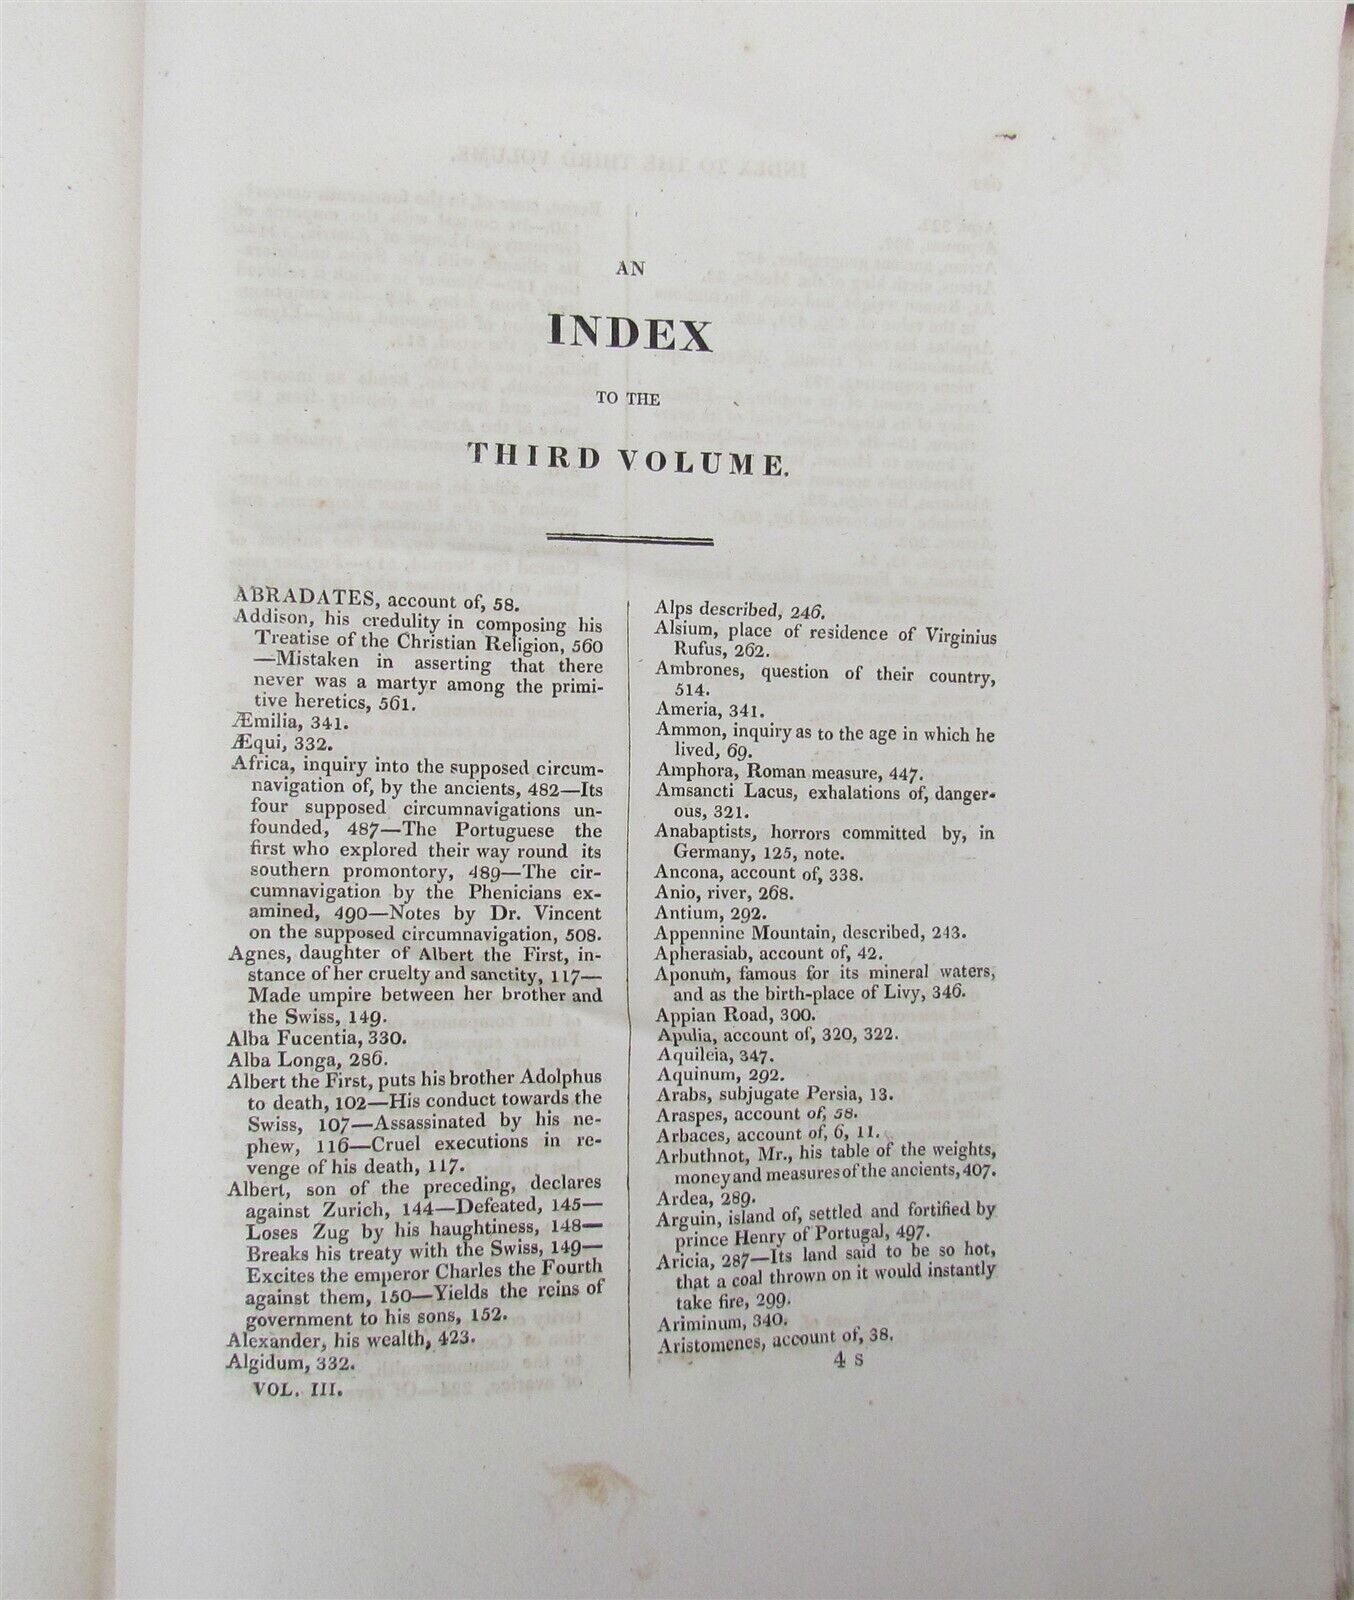 AN
INDEX
TO THE
THIRD VOLUME.
ABRADATES, account of, 58.
Addison, his credulity in composing his
Treatise of the Christian Religion, 560
—Mistaken in asserting that there
never was a martyr among the primi-
tive heretics, 561.
Æmilia, 341.
Æqui, 332.
Africa, inquiry into the supposed circum-
navigation of, by the ancients, 482—Its
four supposed circumnavigations un-
founded, 487—The Portuguese the
first who explored their way round its
southern promontory, 489—The cir-
cumnavigation by the Phenicians ex-
amined, 490—Notes by Dr. Vincent
on the supposed circumnavigation, 508.
Agnes, daughter of Albert the First, in-
stance of her cruelty and sanctity, 117—
Made umpire between her brother and
the Swiss, 149.
Alba Fucentia, 330.
Alba Longa, 286.
Albert the First, puts his brother Adolphus
to death, 102—His conduct towards the
Swiss, 107—Assassinated by his ne-
phew, 116—Cruel executions in re-
venge of his death, 117.
Albert, son of the preceding, declares
against Zurich, 144—Defeated, 145—
Loses Zug by his haughtiness, 148—
Breaks his treaty with the Swiss, 149—
Excites the emperor Charles the Fourth
against them, 150—Yields the reins of
government to his sons, 152.
Alexander, his wealth, 423.
Algidum, 332.
VOL. III.
Alps described, 246.
Alsium, place of residence of Virginius
Rufus, 262.
Ambrones, question of their country,
514.
Ameria, 341.
Ammon, inquiry as to the age in which he
lived, 69.
Amphora, Roman measure, 447.
Amsancti Lacus, exhalations of, danger-
ous, 321.
Anabaptists, horrors committed by, in
Germany, 125, note.
Ancona, account of, 338.
Anio, river, 268.
Antium, 292.
Appennine Mountain, described, 243.
Apherasiab, account of, 42.
Aponum, famous for its mineral waters,
and as the birth-place of Livy, 346.
Appian Road, 300.
Apulia, account of, 320, 322.
Aquileia, 347.
Aquinum, 292.
Arabs, subjugate Persia, 13.
Araspes, account of, 58.
Arbaces, account of, 6, 11.
Arbuthnot, Mr., his table of the weights,
money and measures of the ancients, 407.
Ardea, 289.
Arguin, island of, settled and fortified by
prince Henry of Portugal, 497.
Aricia, 287—Its land said to be so hot,
that a coal thrown on it would instantly
take fire, 299.
Ariminum, 340.
Aristomenes, account of, 38.
4 S